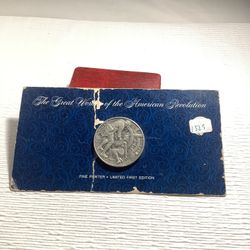 The Great Women of the American Revolution
FINE PEWTER • LIMITED FIRST EDITION